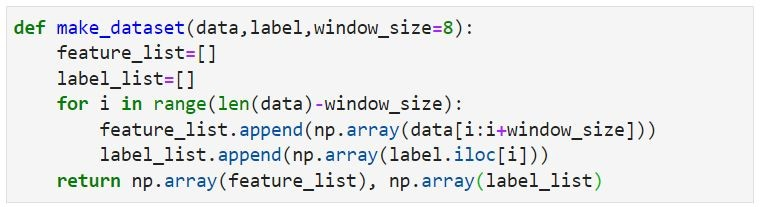 def make_dataset(data,label,window_size=8):
    feature_list=[]
    label_list=[]
    for i in range(len(data)-window_size):
        feature_list.append(np.array(data[i:i+window_size]))
        label_list.append(np.array(label.iloc[i]))
    return np.array(feature_list), np.array(label_list)